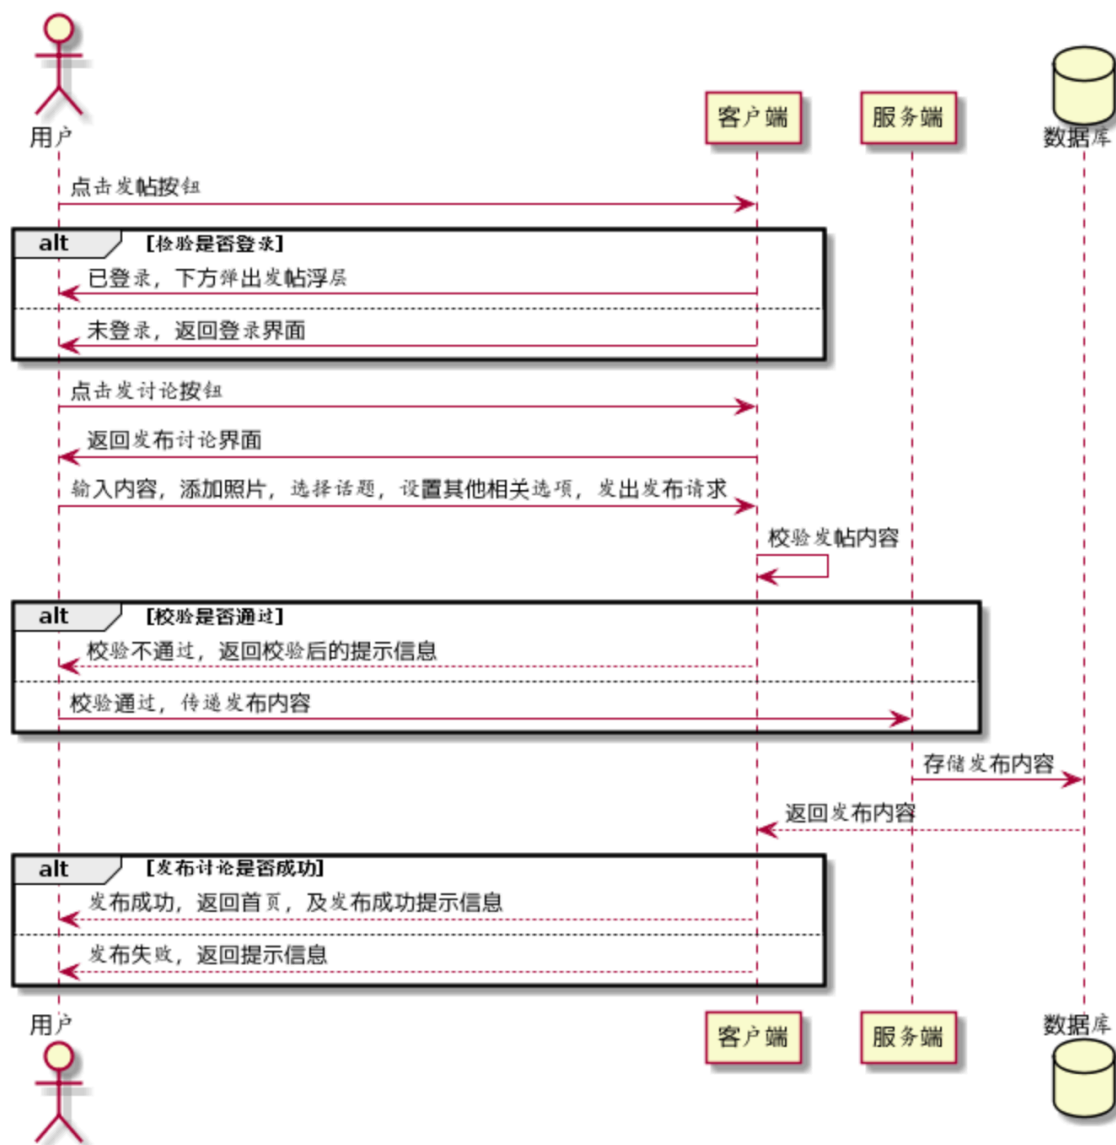 用户
客户端
服务端
数据库
点击发帖按钮
alt [检验是否登录]
已登录，下方弹出发帖浮层
未登录，返回登录界面
点击发讨论按钮
返回发布讨论界面
输入内容，添加照片，选择话题，设置其他相关选项，发出发布请求
校验发帖内容
alt [校验是否通过]
校验不通过，返回校验后的提示信息
校验通过，传递发布内容
存储发布内容
返回发布内容
alt [发布讨论是否成功]
发布成功，返回首页，及发布成功提示信息
发布失败，返回提示信息
用户
客户端
服务端
数据库